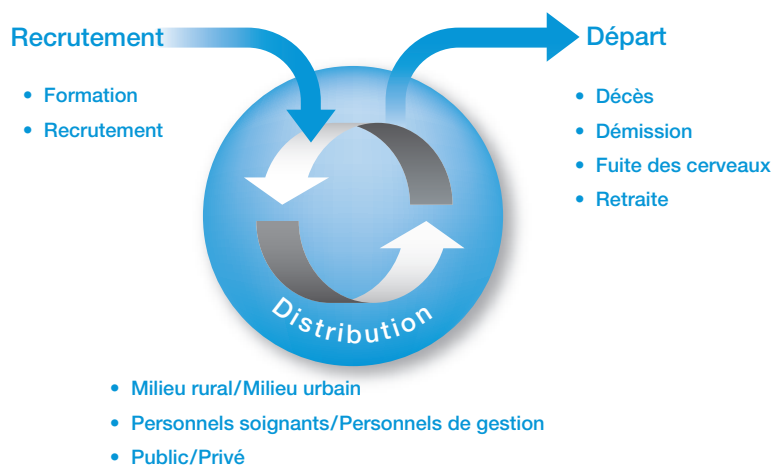 Recrutement
• Formation
• Recrutement
Départ
• Décès
• Démission
• Fuite des cerveaux
• Retraite
Distribution
• Milieu rural/Milieu urbain
• Personnels soignants/Personnels de gestion
• Public/Privé